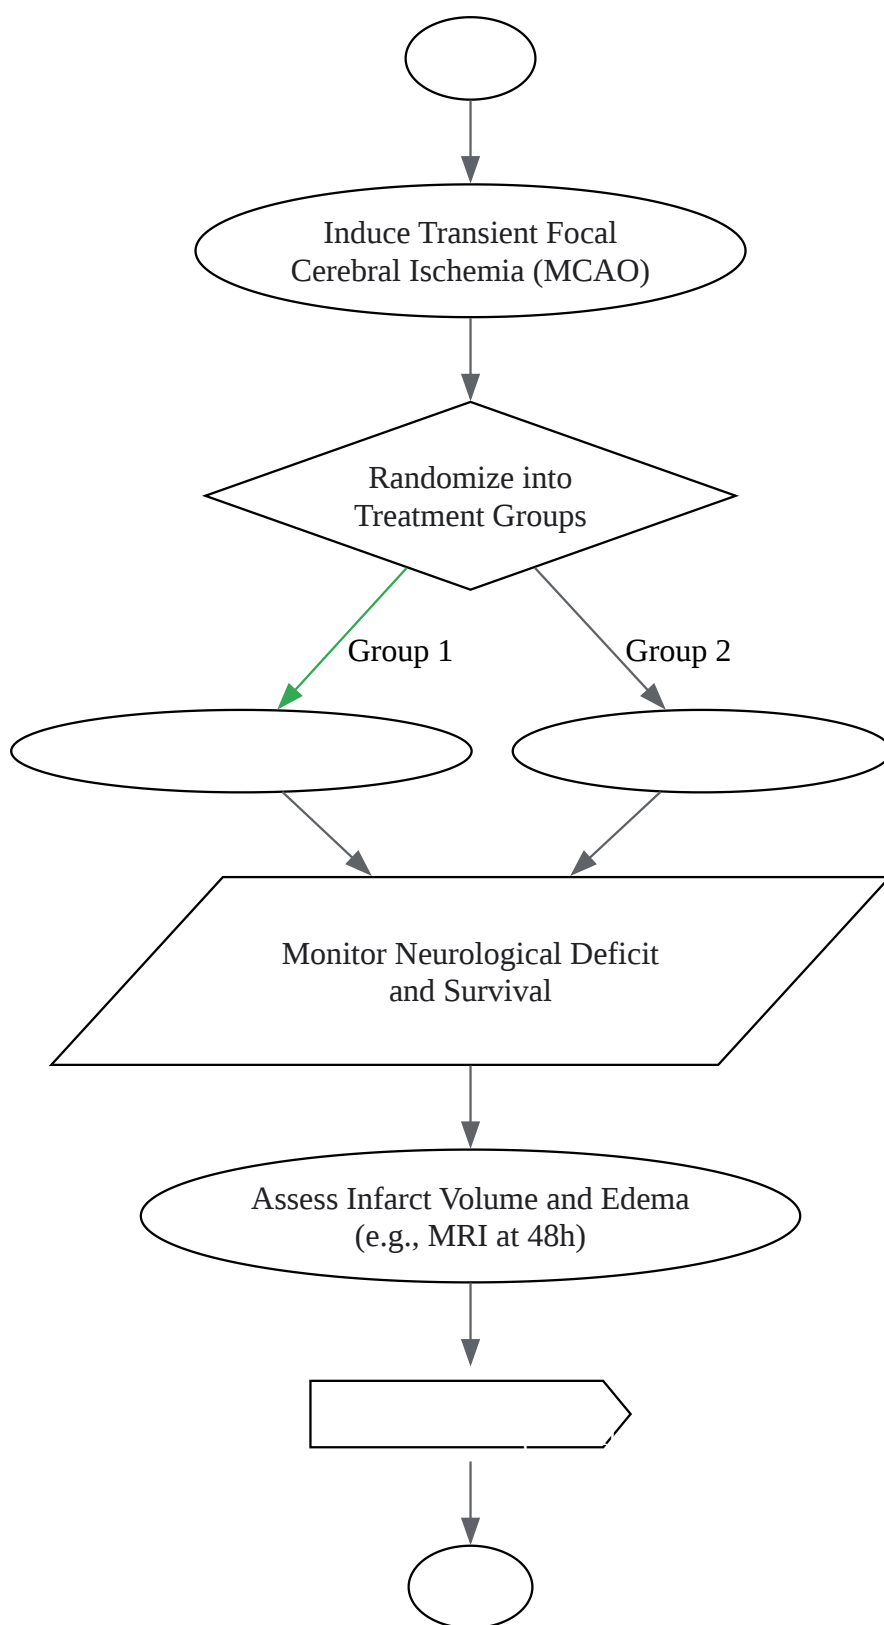 Induce Transient Focal
Cerebral Ischemia (MCAO)
Randomize into
Treatment Groups
Group 1
Group 2
Monitor Neurological Deficit
and Survival
Assess Infarct Volume and Edema
(e.g., MRI at 48h)